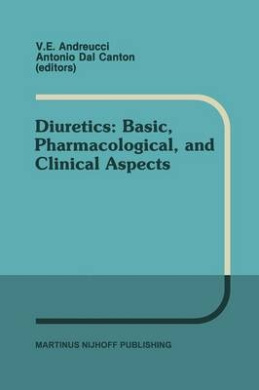 V.E. Andreucci
Antonio Dal Canton
(editors)
Diuretics: Basic,
Pharmacological, and
Clinical Aspects
MARTINUS NIJHOFF PUBLISHING